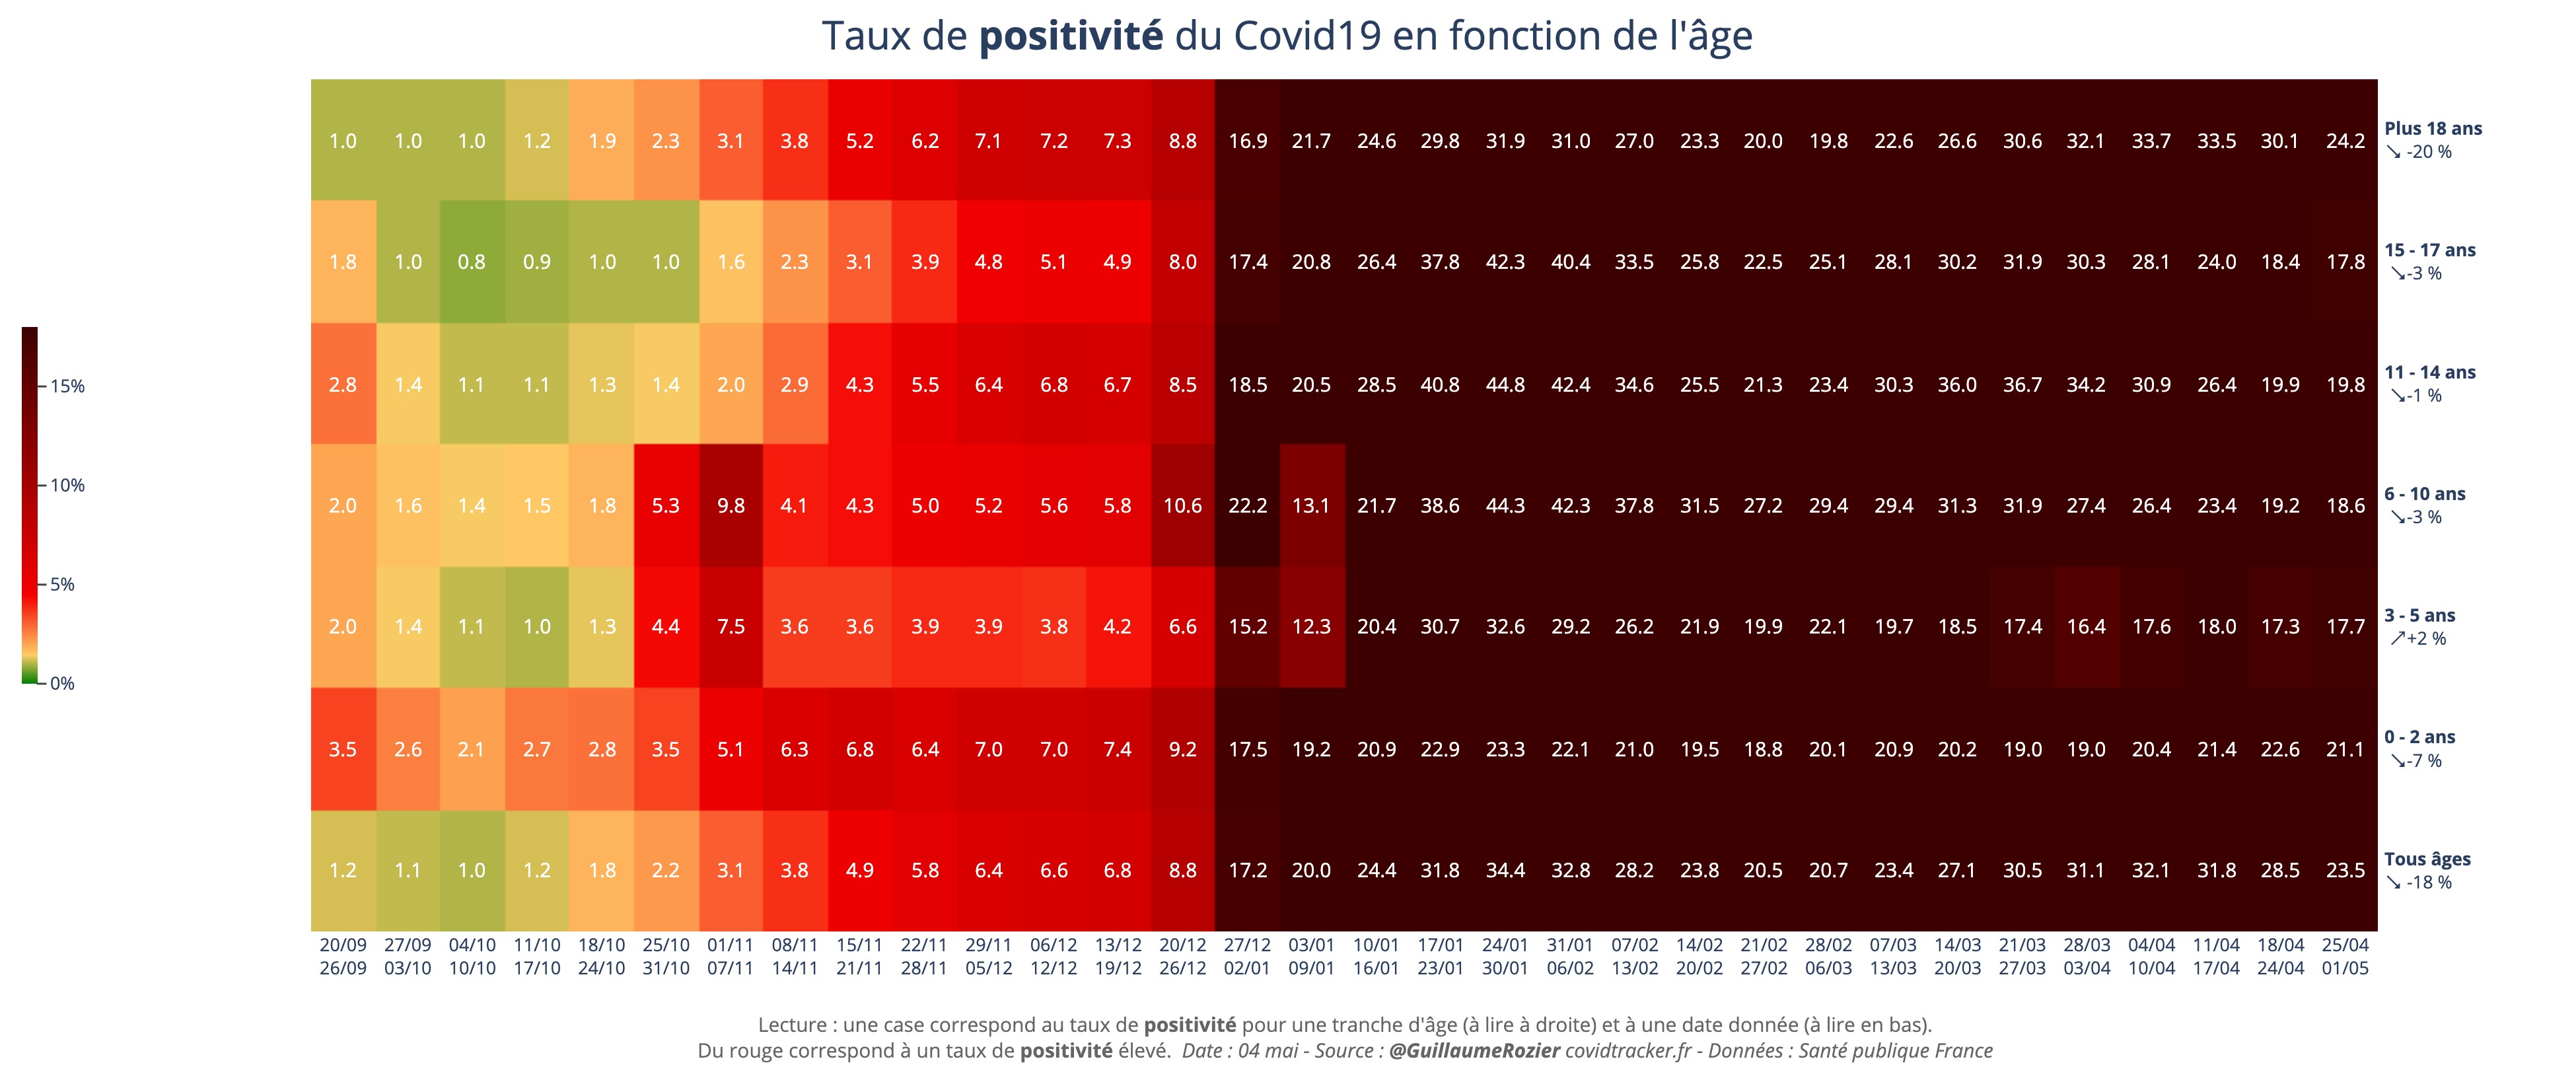 Taux de positivité du Covid19 en fonction de l'âge
1.0 1.0 1.0 1.2 1.9 2.3 3.1 3.8 5.2 6.2 7.1 7.2 7.3 8.8 16.9 21.7 24.6 29.8 31.9 31.0 27.0 23.3 20.0 19.8 22.6 26.6 30.6 32.1 33.7 33.5 30.1 24.2
Plus 18 ans
↘ -20 %
1.8 1.0 0.8 0.9 1.0 1.0 1.6 2.3 3.1 3.9 4.8 5.1 4.9 8.0 17.4 20.8 26.4 37.8 42.3 40.4 33.5 25.8 22.5 25.1 28.1 30.2 31.9 30.3 28.1 24.0 18.4 17.8
15 - 17 ans
↘-3 %
2.8 1.4 1.1 1.1 1.3 1.4 2.0 2.9 4.3 5.5 6.4 6.8 6.7 8.5 18.5 20.5 28.5 40.8 44.8 42.4 34.6 25.5 21.3 23.4 30.3 36.0 36.7 34.2 30.9 26.4 19.9 19.8
11 - 14 ans
↘-1 %
2.0 1.6 1.4 1.5 1.8 5.3 9.8 4.1 4.3 5.0 5.2 5.6 5.8 10.6 22.2 13.1 21.7 38.6 44.3 42.3 37.8 31.5 27.2 29.4 29.4 31.3 31.9 27.4 26.4 23.4 19.2 18.6
6 - 10 ans
↘-3 %
2.0 1.4 1.1 1.0 1.3 4.4 7.5 3.6 3.6 3.9 3.9 3.8 4.2 6.6 15.2 12.3 20.4 30.7 32.6 29.2 26.2 21.9 19.9 22.1 19.7 18.5 17.4 16.4 17.6 18.0 17.3 17.7
3 - 5 ans
↗+2 %
3.5 2.6 2.1 2.7 2.8 3.5 5.1 6.3 6.8 6.4 7.0 7.0 7.4 9.2 17.5 19.2 20.9 22.9 23.3 22.1 21.0 19.5 18.8 20.1 20.9 20.2 19.0 19.0 20.4 21.4 22.6 21.1
0 - 2 ans
↘-7 %
1.2 1.1 1.0 1.2 1.8 2.2 3.1 3.8 4.9 5.8 6.4 6.6 6.8 8.8 17.2 20.0 24.4 31.8 34.4 32.8 28.2 23.8 20.5 20.7 23.4 27.1 30.5 31.1 32.1 31.8 28.5 23.5
Tous âges
↘ -18 %
15%
10%
5%
0%
20/09 27/09 04/10 11/10 18/10 25/10 01/11 08/11 15/11 22/11 29/11 06/12 13/12 20/12 27/12 03/01 10/01 17/01 24/01 31/01 07/02 14/02 21/02 28/02 07/03 14/03 21/03 28/03 04/04 11/04 18/04 25/04
26/09 03/10 10/10 17/10 24/10 31/10 07/11 14/11 21/11 28/11 05/12 12/12 19/12 26/12 02/01 09/01 16/01 23/01 30/01 06/02 13/02 20/02 27/02 06/03 13/03 20/03 27/03 03/04 10/04 17/04 24/04 01/05
Lecture : une case correspond au taux de positivité pour une tranche d'âge (à lire à droite) et à une date donnée (à lire en bas).
Du rouge correspond à un taux de positivité élevé. Date : 04 mai - Source : @GuillaumeRozier covidtracker.fr - Données : Santé publique France